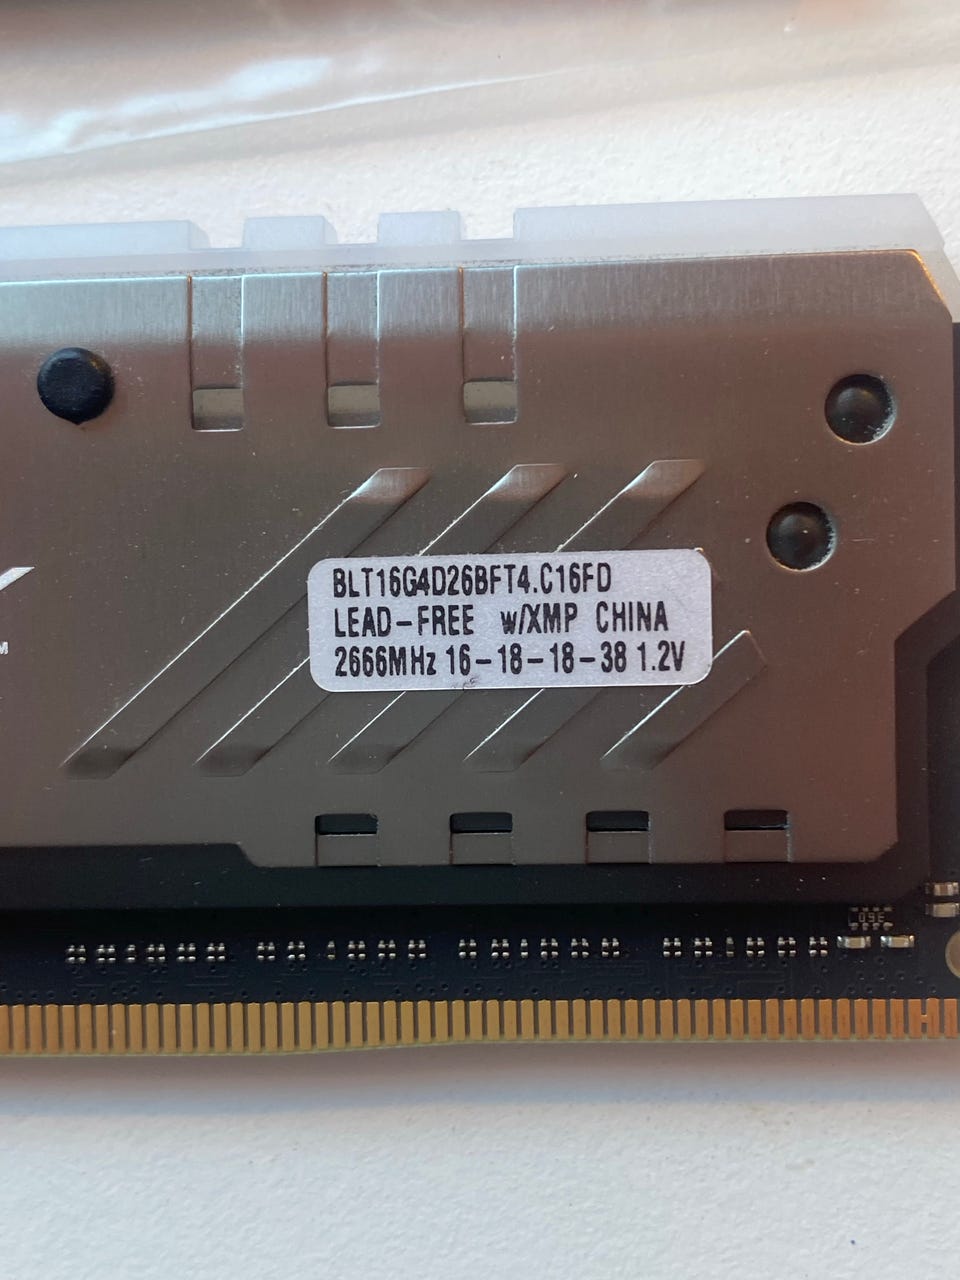 BLT16G4D26BFT4.C16FD
LEAD-FREE w/XMP CHINA
2666MHz 16-18-18-38 1.2V